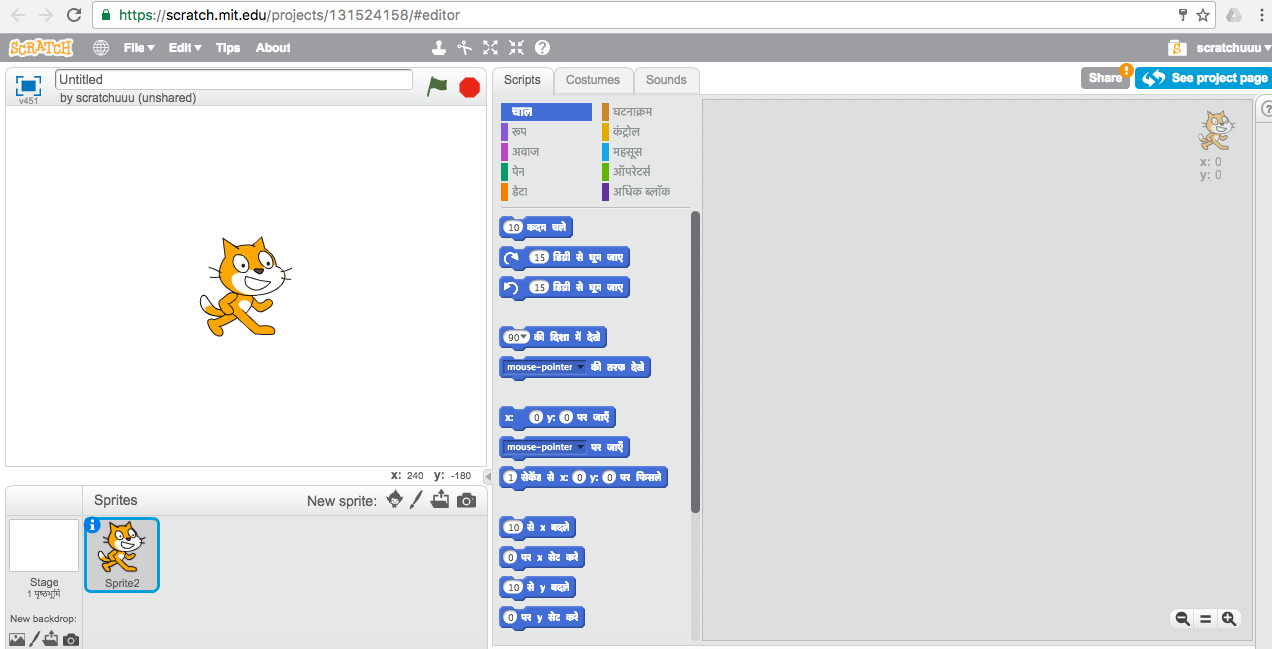 https://scratch.mit.edu/projects/131524158/#editor
SCRATCH File Edit Tips About scratchuuu
v451
Untitled
by scratchuuu (unshared)
Scripts Costumes Sounds
Share ! See project page
चाल घटनाक्रम
रूप कंट्रोल
अवाज महसूस
पेन ऑपरेटर्स
डेटा अधिक ब्लॉक
x: 0
y: 0
10 कदम चले
15 डिग्री से घूम जाए
15 डिग्री से घूम जाए
90 की दिशा में देखे
mouse-pointer की तरफ देखे
x: 0 y: 0 पर जाएँ
mouse-pointer पर जाएँ
1 सेकेंड से x: 0 y: 0 पर फिसले
10 से x बदले
0 पर x सेट करे
10 से y बदले
0 पर y सेट करे
x: 240 y: -180
Sprites New sprite:
Sprite2
Stage
1 पृष्ठभूमि
New backdrop: